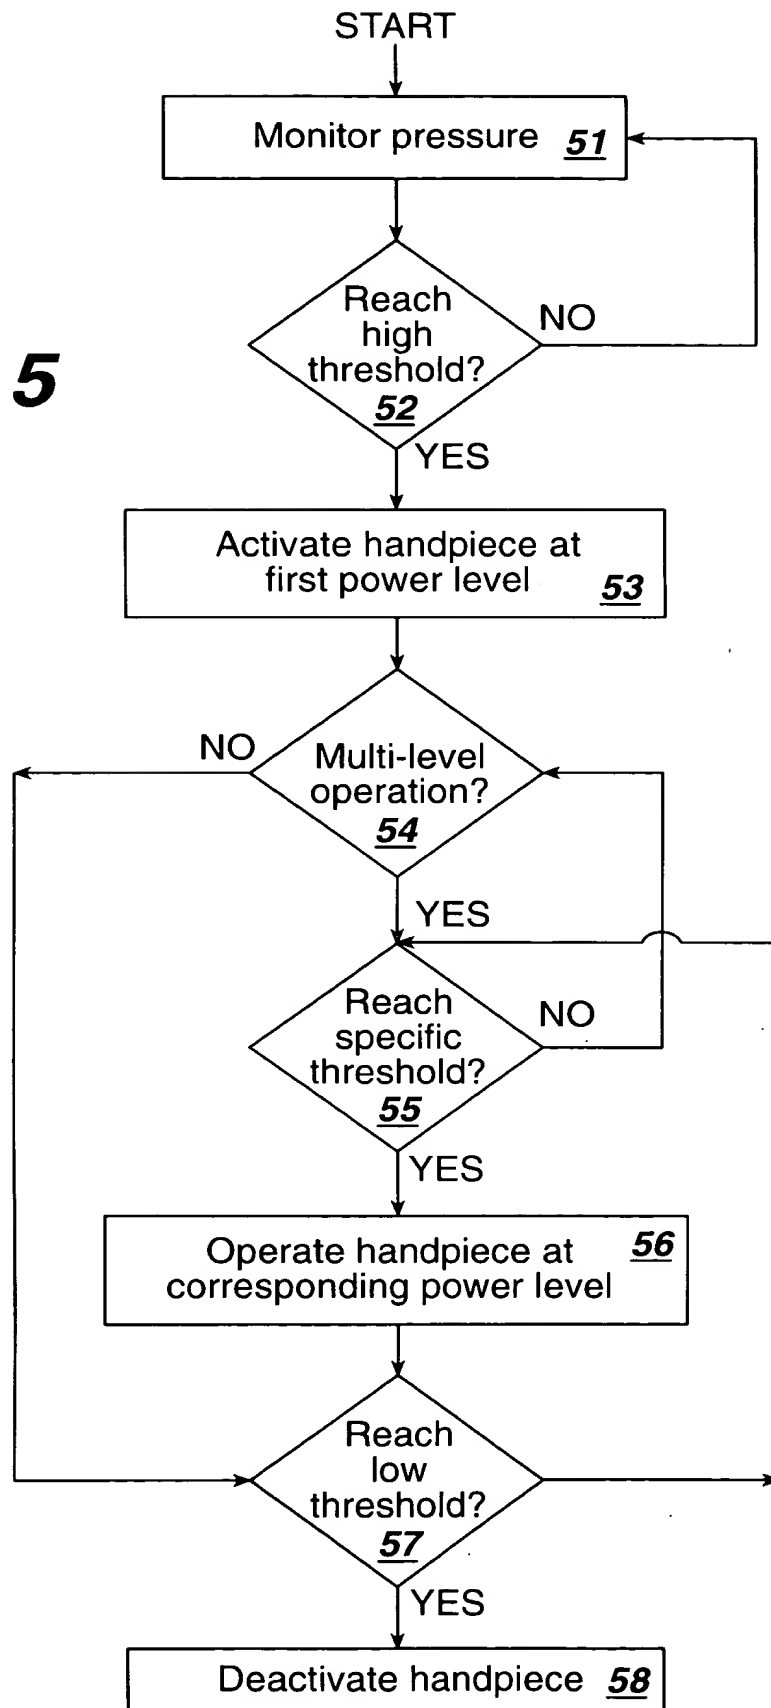 START
Monitor pressure 51
Reach
high
threshold?
52
NO
5
YES
Activate handpiece at
first power level 53
NO
Multi-level
operation?
54
YES
Reach
specific
threshold?
55
NO
YES
Operate handpiece at 56
corresponding power level
Reach
low
threshold?
57
YES
Deactivate handpiece 58